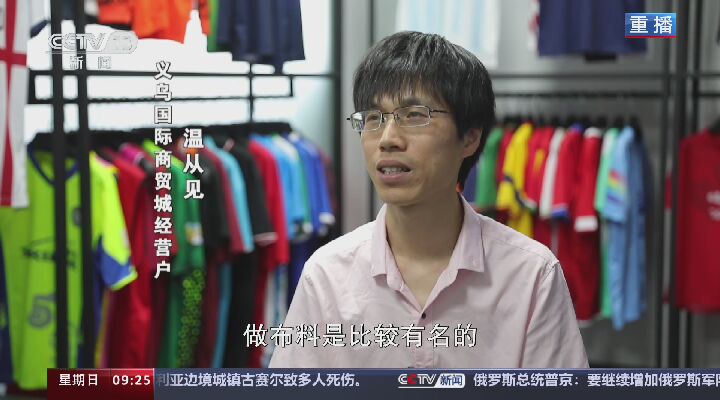 CCTV 13
新闻
重播
义乌国际商贸城经营户
温从见
做布料是比较有名的
星期日 09:25 利亚边境城镇古赛尔致多人死伤。 CCTV 新闻 俄罗斯总统普京：要继续增加俄罗斯军队